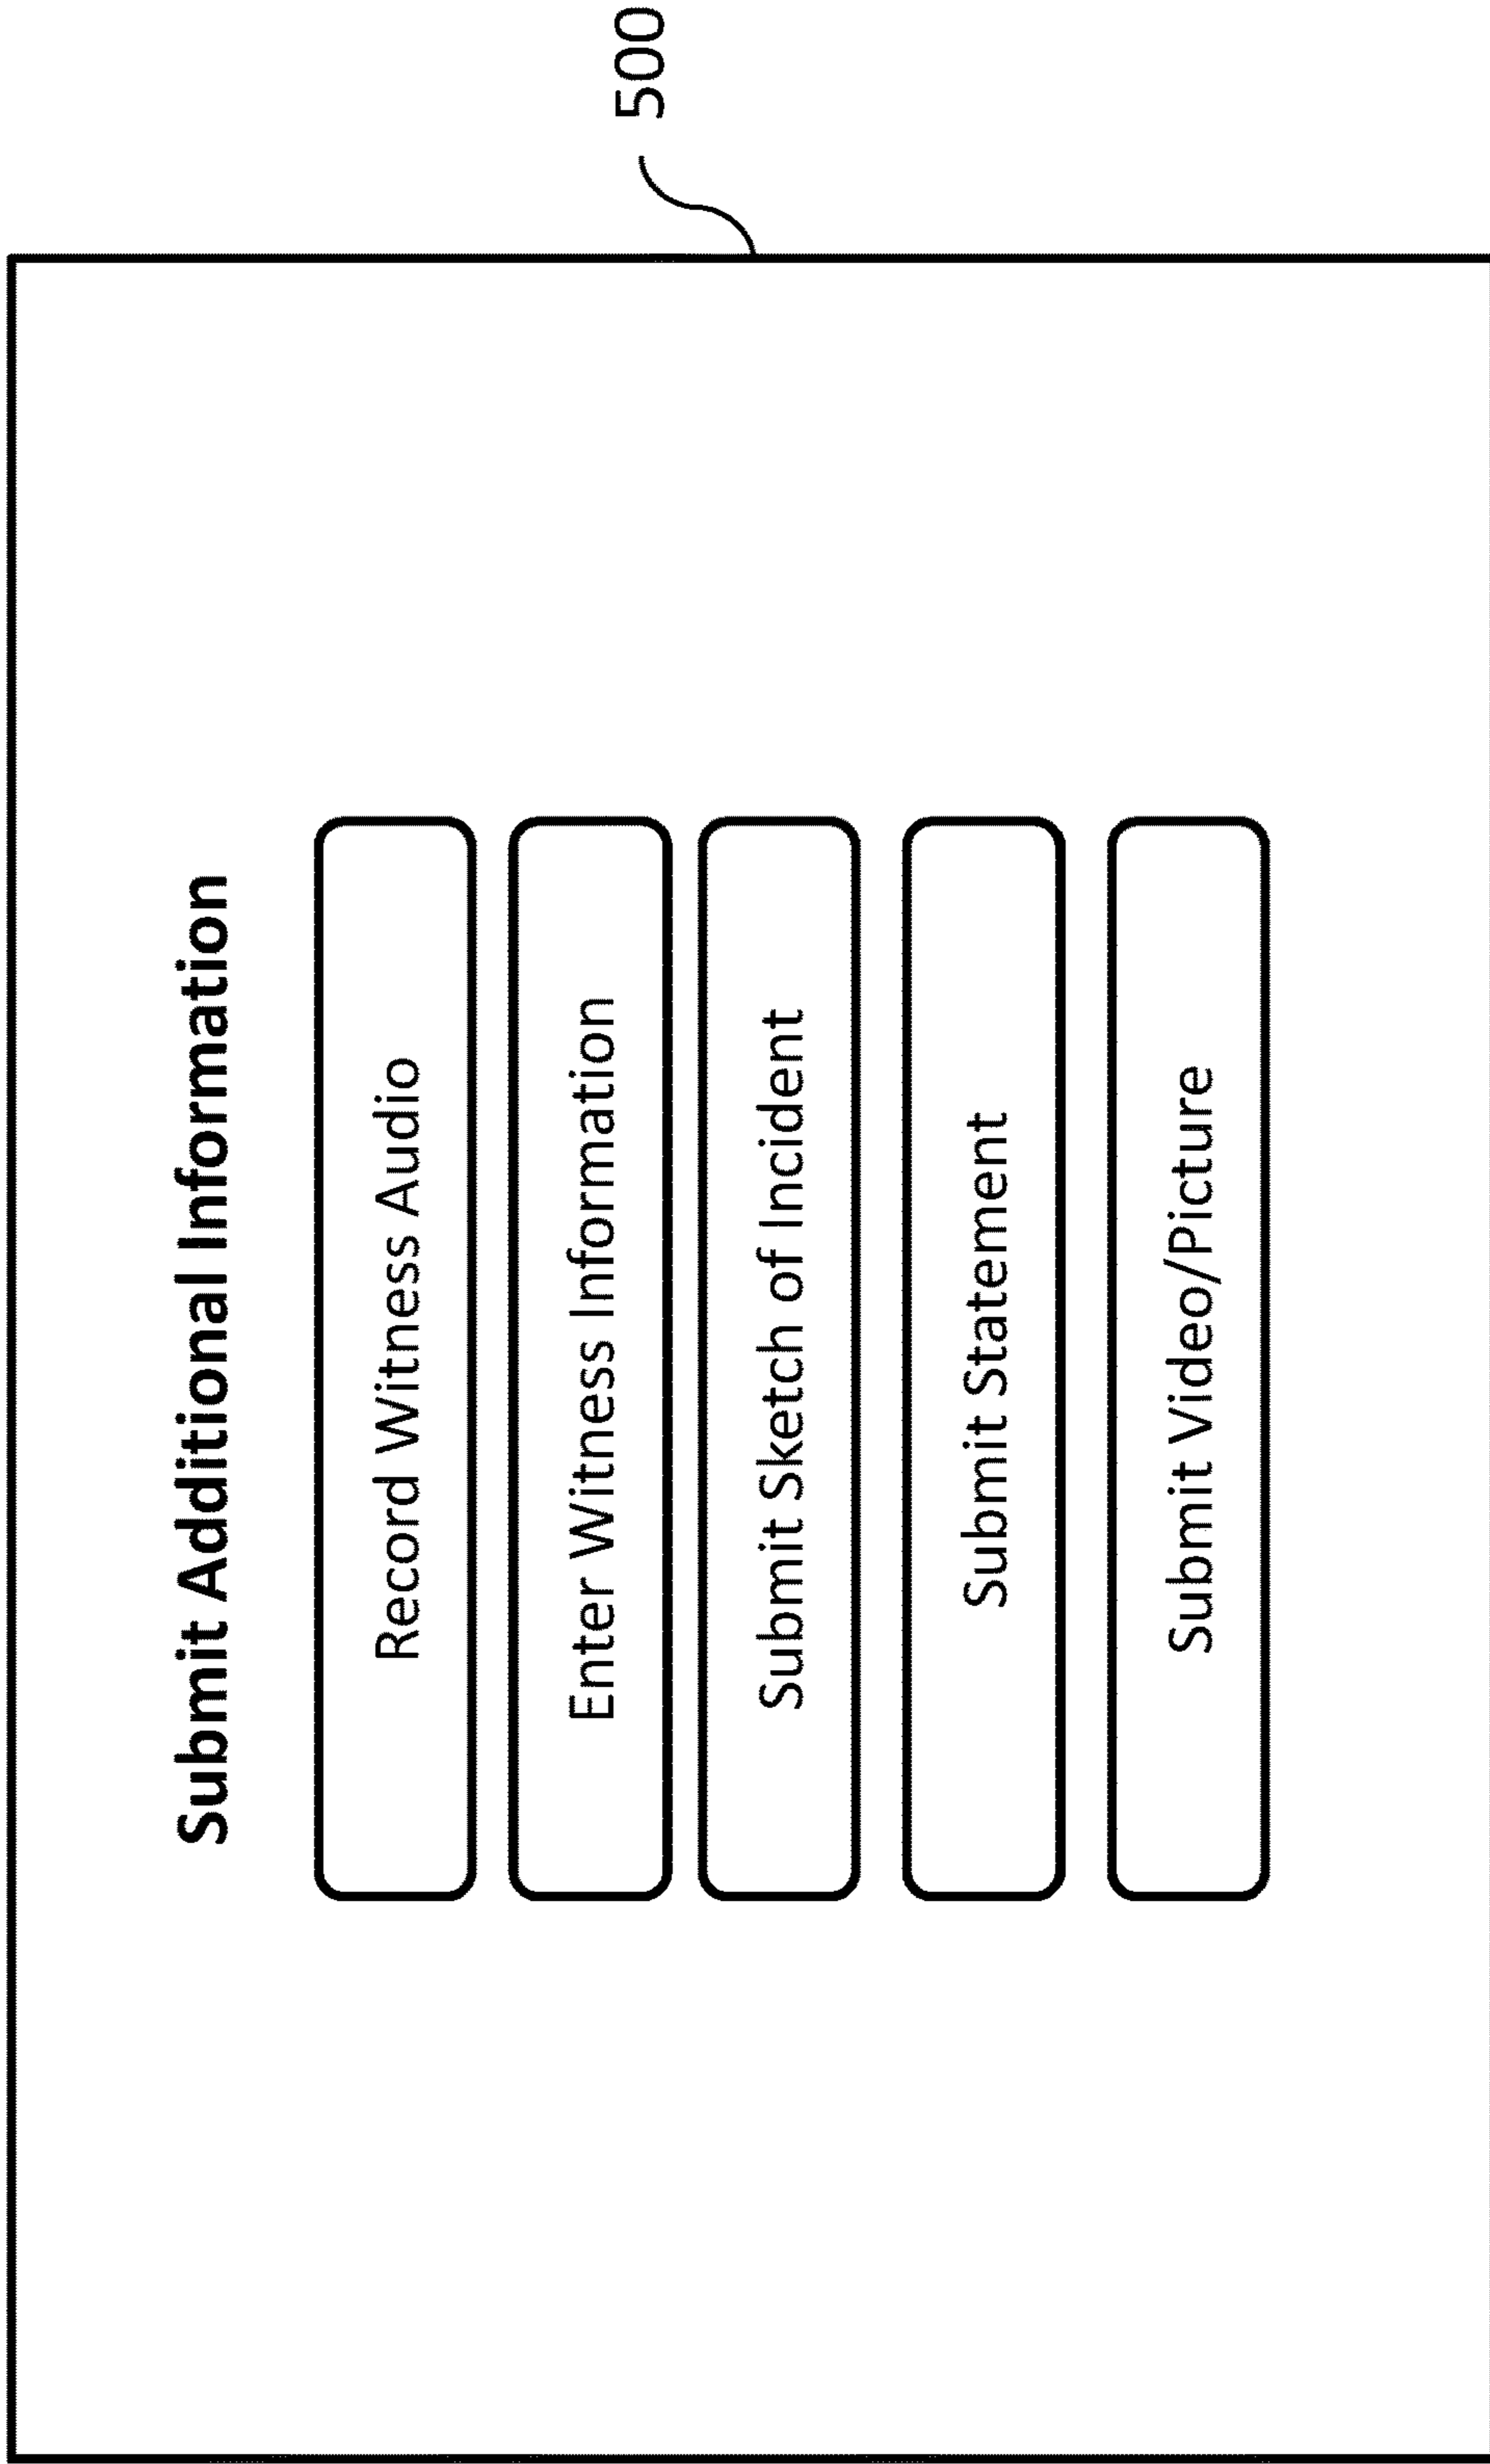 Submit Additional Information
Record Witness Audio
Enter Witness Information
Submit Sketch of Incident
Submit Statement
Submit Video/Picture
500